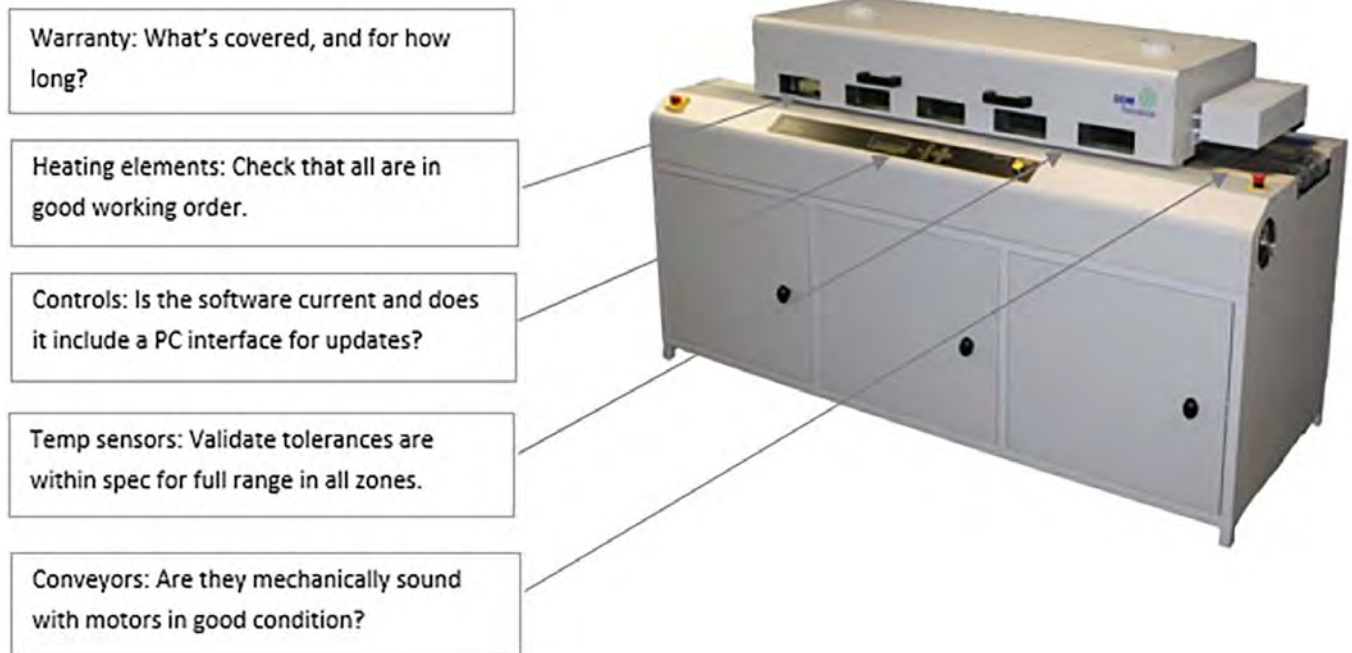 Warranty: What's covered, and for how
long?
Heating elements: Check that all are in
good working order.
Controls: Is the software current and does
it include a PC interface for updates?
Temp sensors: Validate tolerances are
within spec for full range in all zones.
Conveyors: Are they mechanically sound
with motors in good condition?
DDM